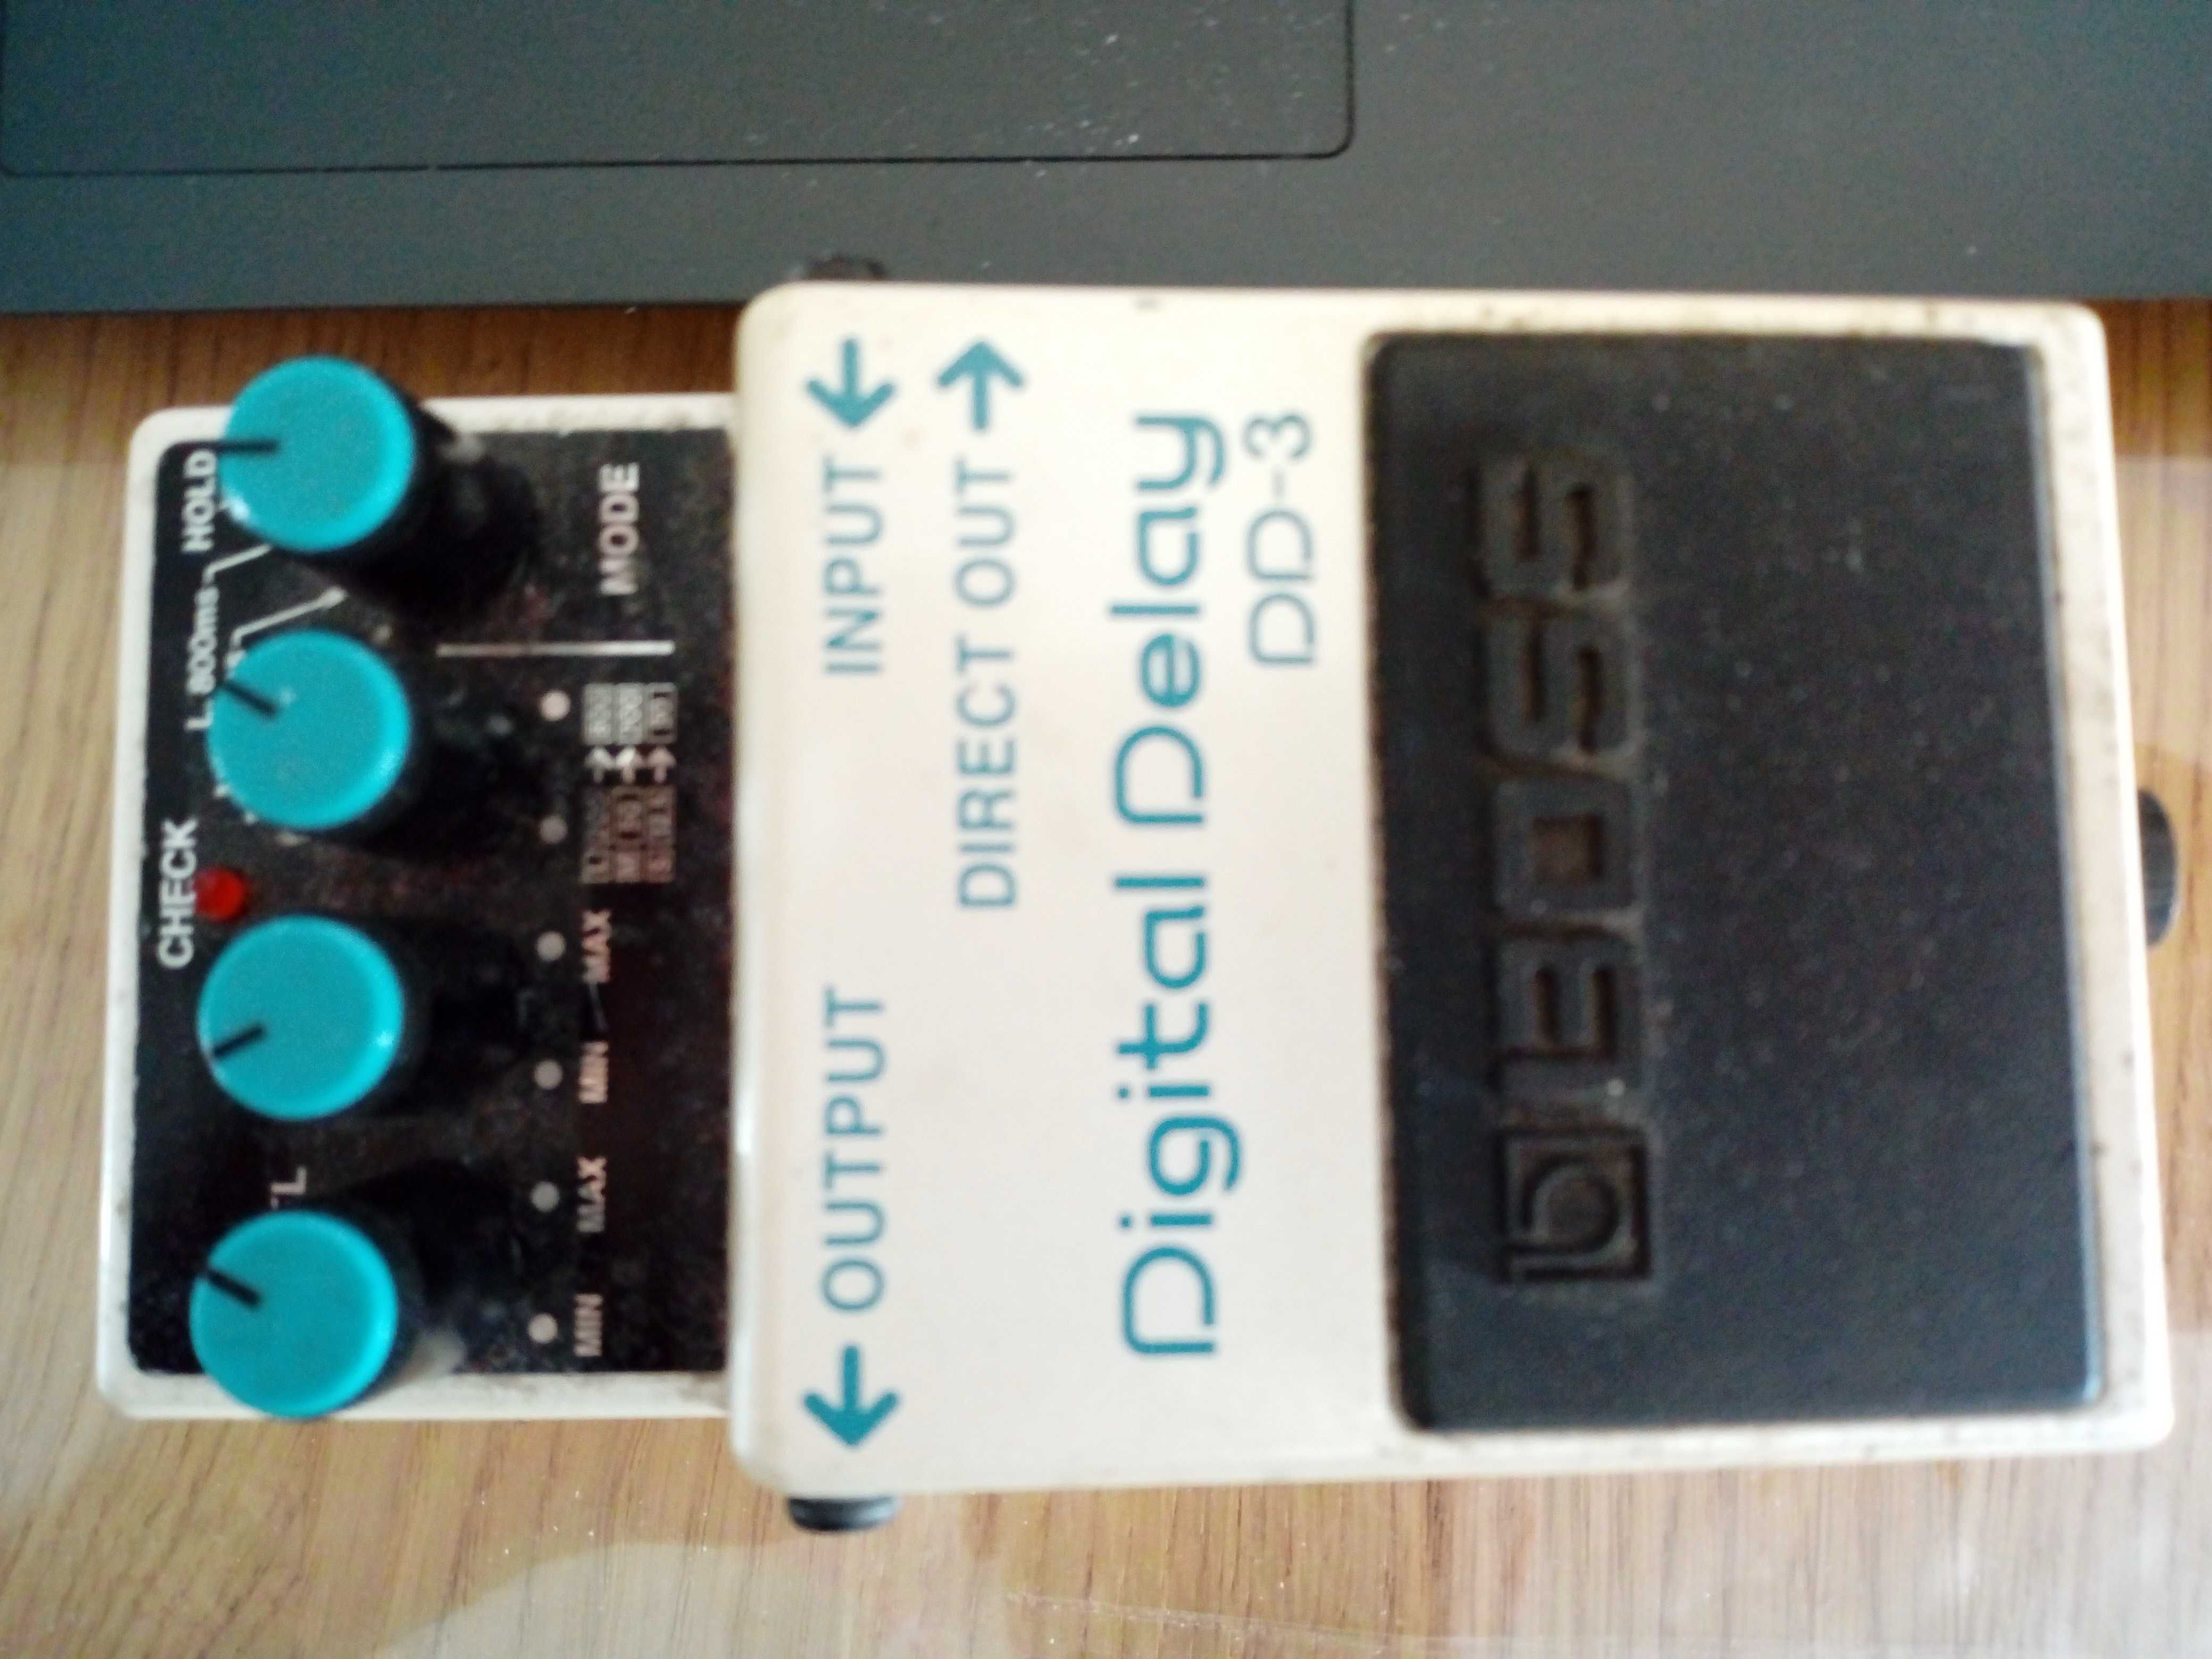 HOLD
L. 800ms
CHECK
MODE
MIN MAX MIN MAX
OUTPUT INPUT
DIRECT OUT
Digital Delay
DD-3
BOSS